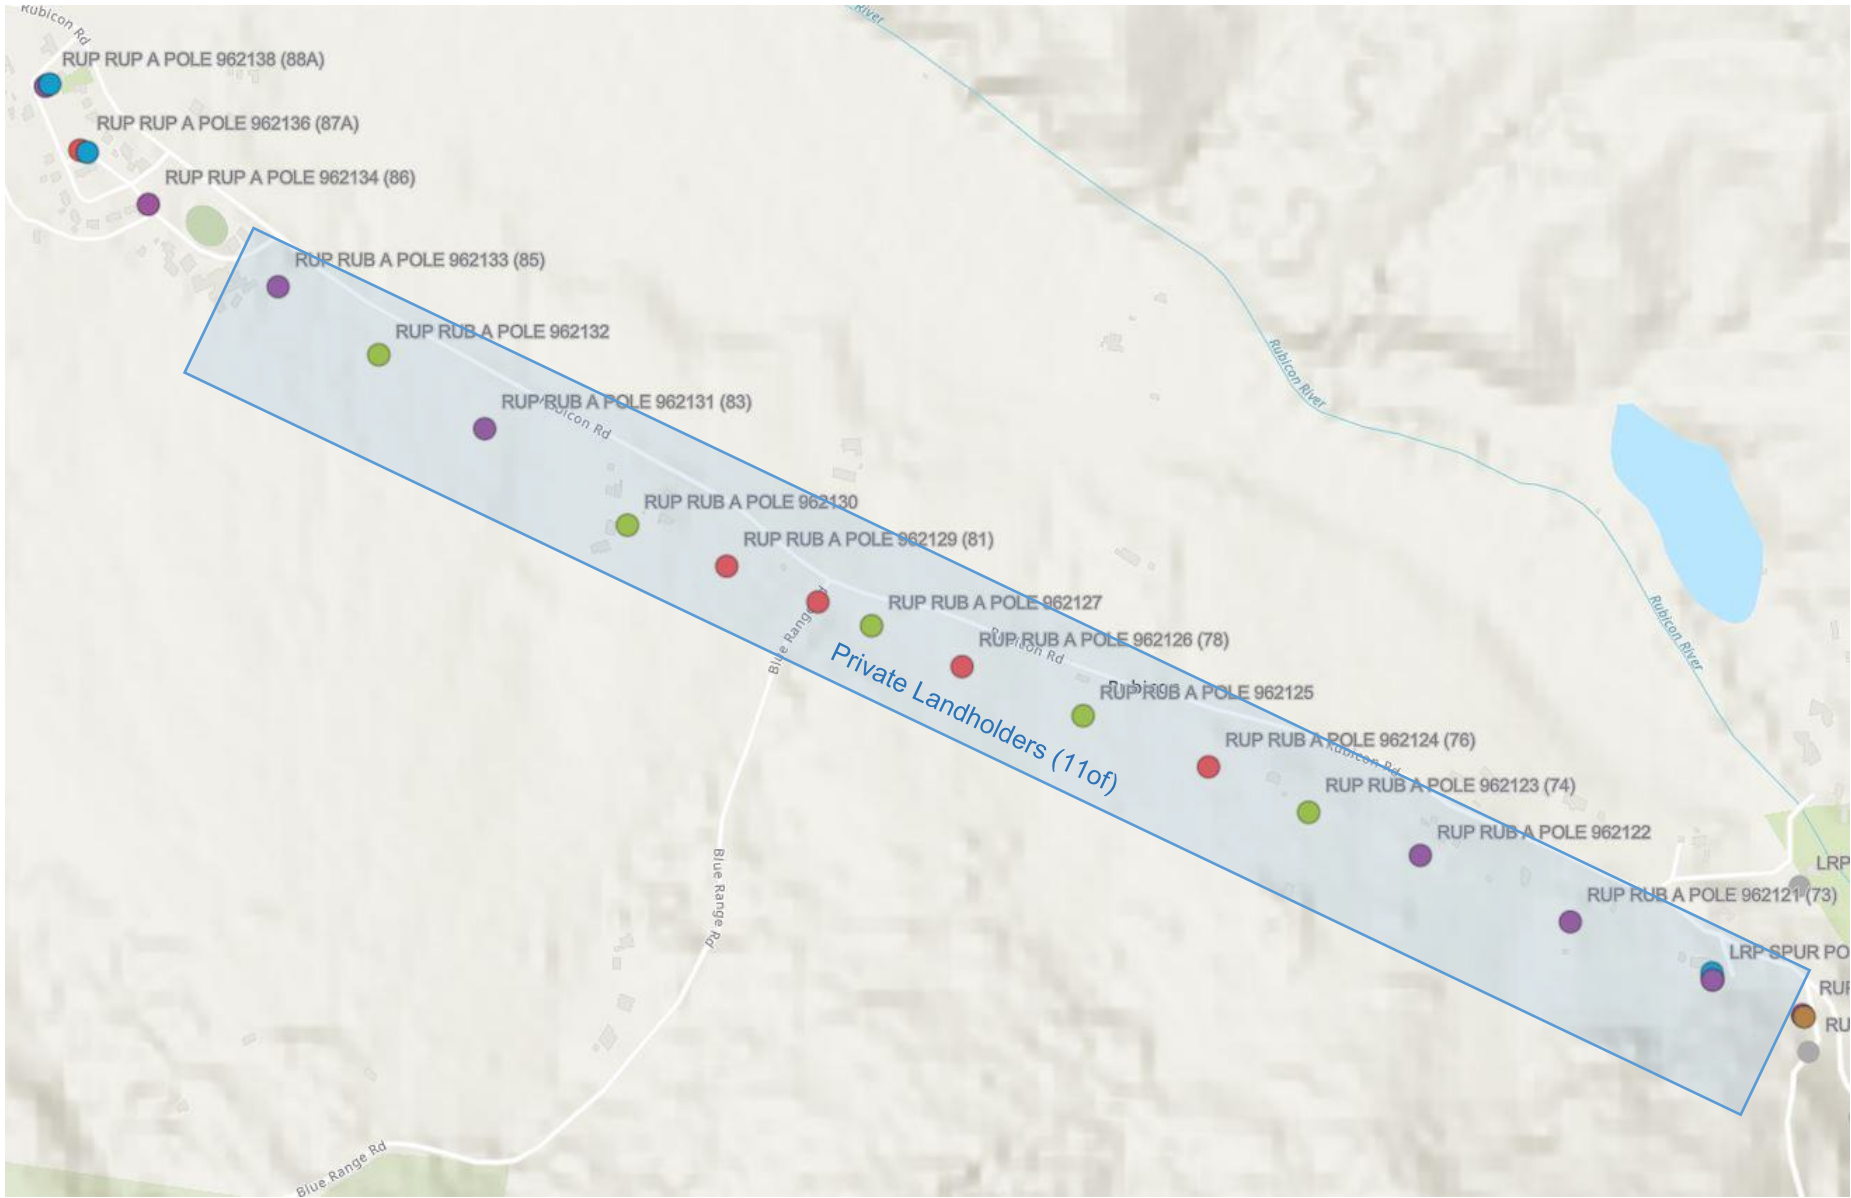 Rubicon Rd
River
RUP RUP A POLE 962138 (88A)
RUP RUP A POLE 962136 (87A)
RUP RUP A POLE 962134 (86)
RUP RUB A POLE 962133 (85)
RUP RUB A POLE 962132
Rubicon River
RUP RUB A POLE 962131 (83)
Rubicon Rd
RUP RUB A POLE 962130
RUP RUB A POLE 962129 (81)
RUP RUB A POLE 962127
Blue Range Rd
RUP RUB A POLE 962126 (78)
Rubicon Rd
Rubicon River
Private Landholders (11of)
Rubicon
RUP RUB A POLE 962125
RUP RUB A POLE 962124 (76)
Rubicon Rd
RUP RUB A POLE 962123 (74)
RUP RUB A POLE 962122
LRP
Blue Range Rd
RUP RUB A POLE 962121 (73)
LRP SPUR PO
RUP
RU
Blue Range Rd